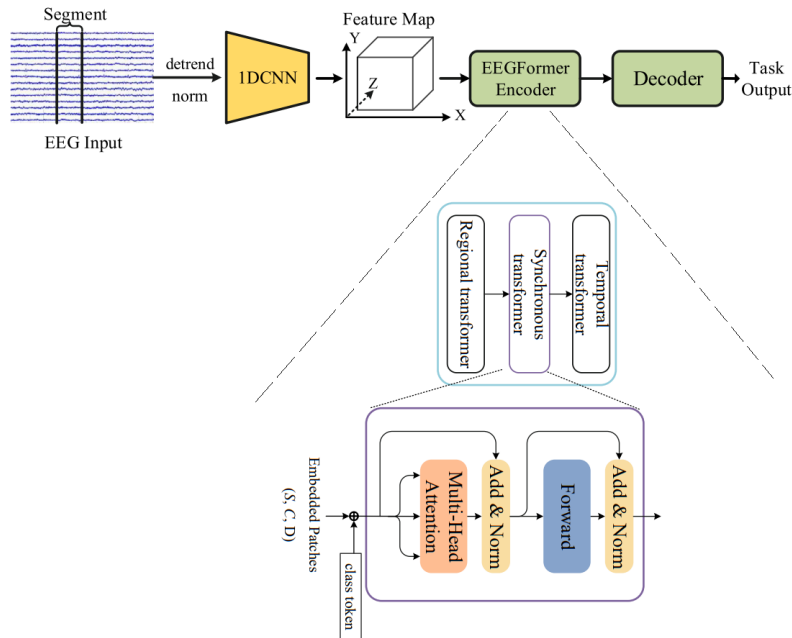 Segment
EEG Input
detrend
norm
1DCNN
Feature Map
Y
Z
X
EEGFormer
Encoder
Decoder
Task
Output
Regional transformer
Synchronous
transformer
Temporal
transformer
Embedded Patches
(S, C, D)
class token
Multi-Head
Attention
Add & Norm
Forward
Add & Norm